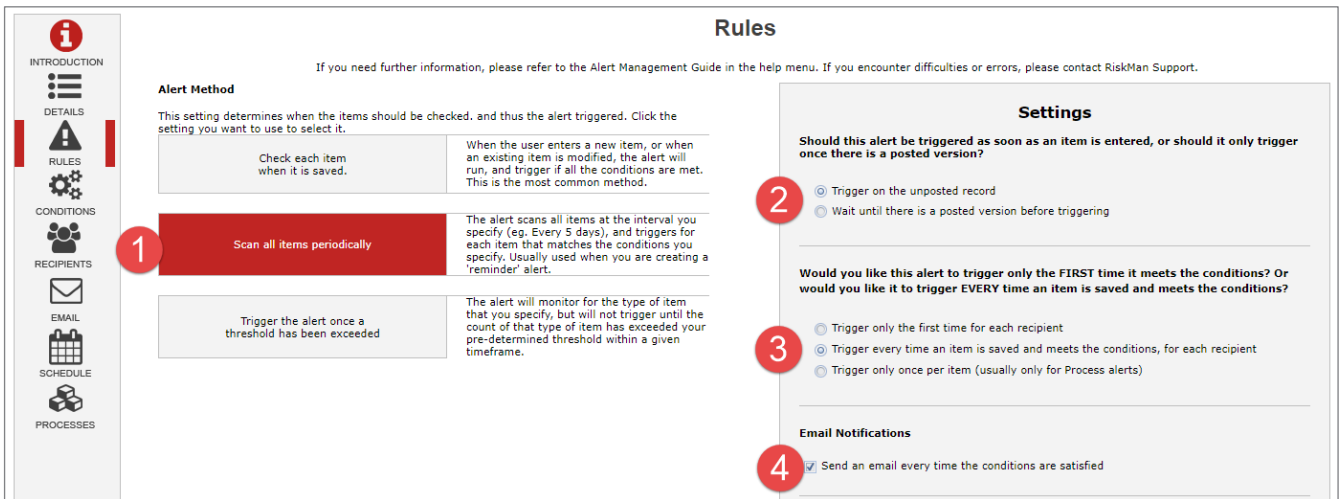 Rules
If you need further information, please refer to the Alert Management Guide in the help menu. If you encounter difficulties or errors, please contact RiskMan Support.
INTRODUCTION
DETAILS
RULES
CONDITIONS
RECIPIENTS
EMAIL
SCHEDULE
PROCESSES
Alert Method
This setting determines when the items should be checked. and thus the alert triggered. Click the
setting you want to use to select it.
Check each item
when it is saved.
When the user enters a new item, or when
an existing item is modified, the alert will
run, and trigger if all the conditions are met.
This is the most common method.
1
Scan all items periodically
The alert scans all items at the interval you
specify (eg. Every 5 days), and triggers for
each item that matches the conditions you
specify. Usually used when you are creating a
'reminder' alert.
Trigger the alert once a
threshold has been exceeded
The alert will monitor for the type of item
that you specify, but will not trigger until the
count of that type of item has exceeded your
pre-determined threshold within a given
timeframe.
Settings
Should this alert be triggered as soon as an item is entered, or should it only trigger
once there is a posted version?
2
Trigger on the unposted record
Wait until there is a posted version before triggering
Would you like this alert to trigger only the FIRST time it meets the conditions? Or
would you like it to trigger EVERY time an item is saved and meets the conditions?
3
Trigger only the first time for each recipient
Trigger every time an item is saved and meets the conditions, for each recipient
Trigger only once per item (usually only for Process alerts)
Email Notifications
4
Send an email every time the conditions are satisfied